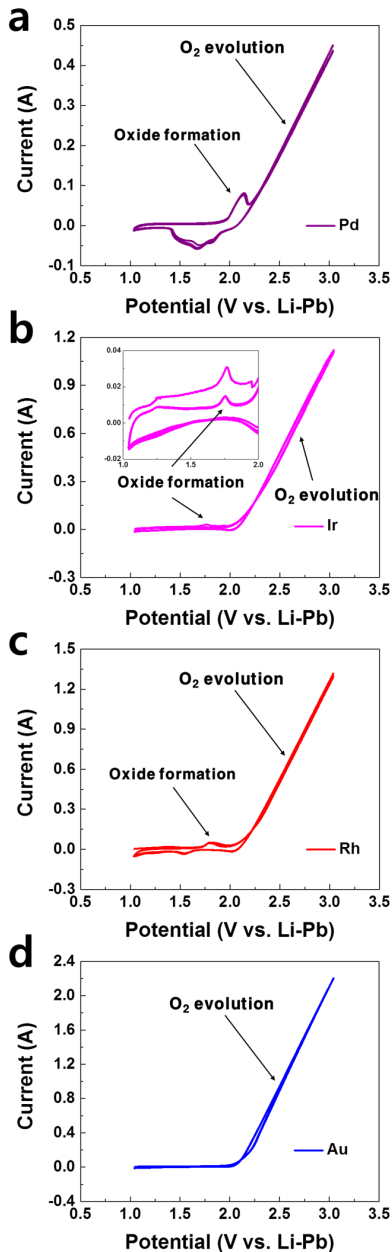 a
0.5
0.4
0.3
0.2
0.1
0.0
-0.1
Current (A)
O2 evolution
Oxide formation
Pd
0.5 1.0 1.5 2.0 2.5 3.0 3.5
Potential (V vs. Li-Pb)
b
1.2
0.9
0.6
0.3
0.0
-0.3
Current (A)
0.04
0.02
0.00
-0.02
1.0 1.5 2.0
Oxide formation
O2 evolution
Ir
0.5 1.0 1.5 2.0 2.5 3.0 3.5
Potential (V vs. Li-Pb)
c
1.5
1.2
0.9
0.6
0.3
0.0
-0.3
Current (A)
O2 evolution
Oxide formation
Rh
0.5 1.0 1.5 2.0 2.5 3.0 3.5
Potential (V vs. Li-Pb)
d
2.4
2.0
1.6
1.2
0.8
0.4
0.0
-0.4
Current (A)
O2 evolution
Au
0.5 1.0 1.5 2.0 2.5 3.0 3.5
Potential (V vs. Li-Pb)